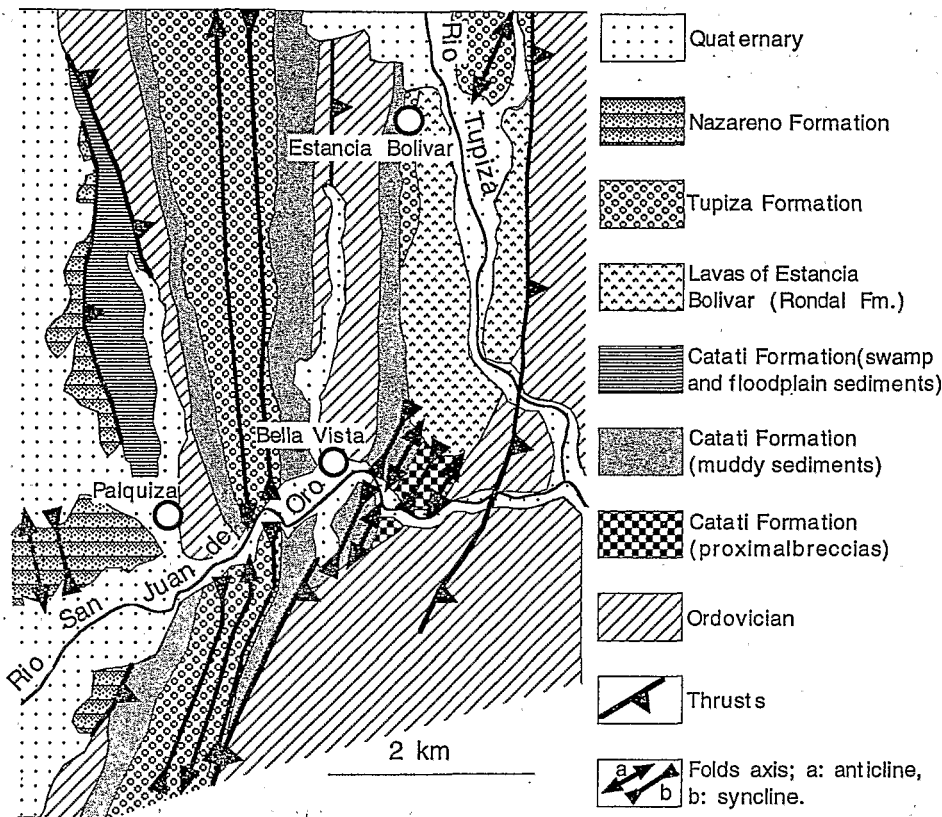 Rio
Tupiza
Estancia Bolivar
Bella Vista
Palquiza
Rio San Juan de Oro
2 km
Quaternary
Nazareno Formation
Tupiza Formation
Lavas of Estancia
Bolivar (Rondal Fm.)
Catati Formation(swamp
and floodplain sediments)
Catati Formation
(muddy sediments)
Catati Formation
(proximalbreccias)
Ordovician
Thrusts
a
b
Folds axis; a: anticline,
b: syncline.